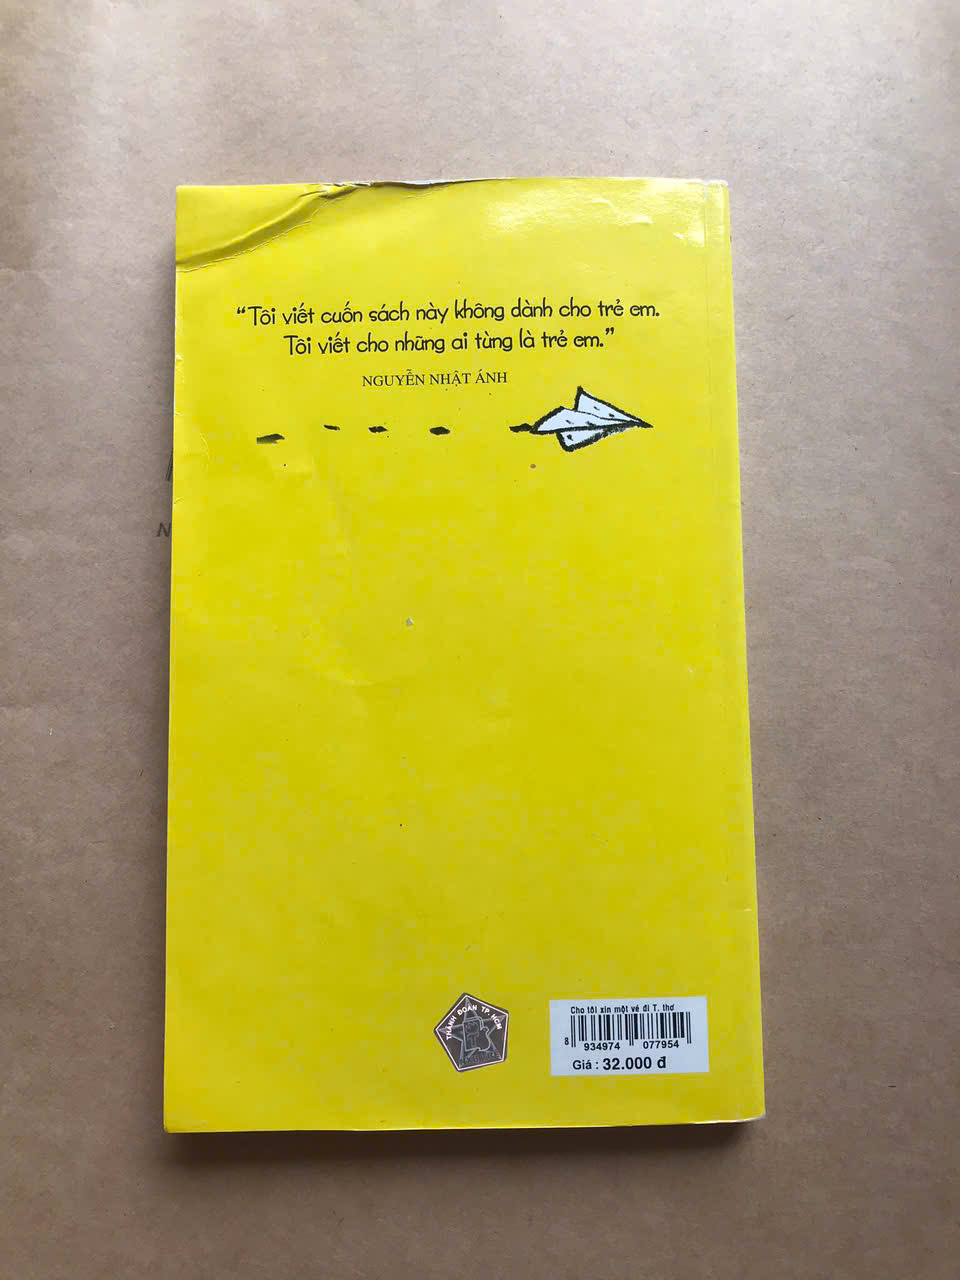 “Tôi viết cuốn sách này không dành cho trẻ em.
Tôi viết cho những ai từng là trẻ em.”
NGUYỄN NHẬT ÁNH
N
THÀNH ĐOÀN TP. HCM
Cho tôi xin một vé đi T. thơ
8 934974 077954
Giá : 32.000 đ